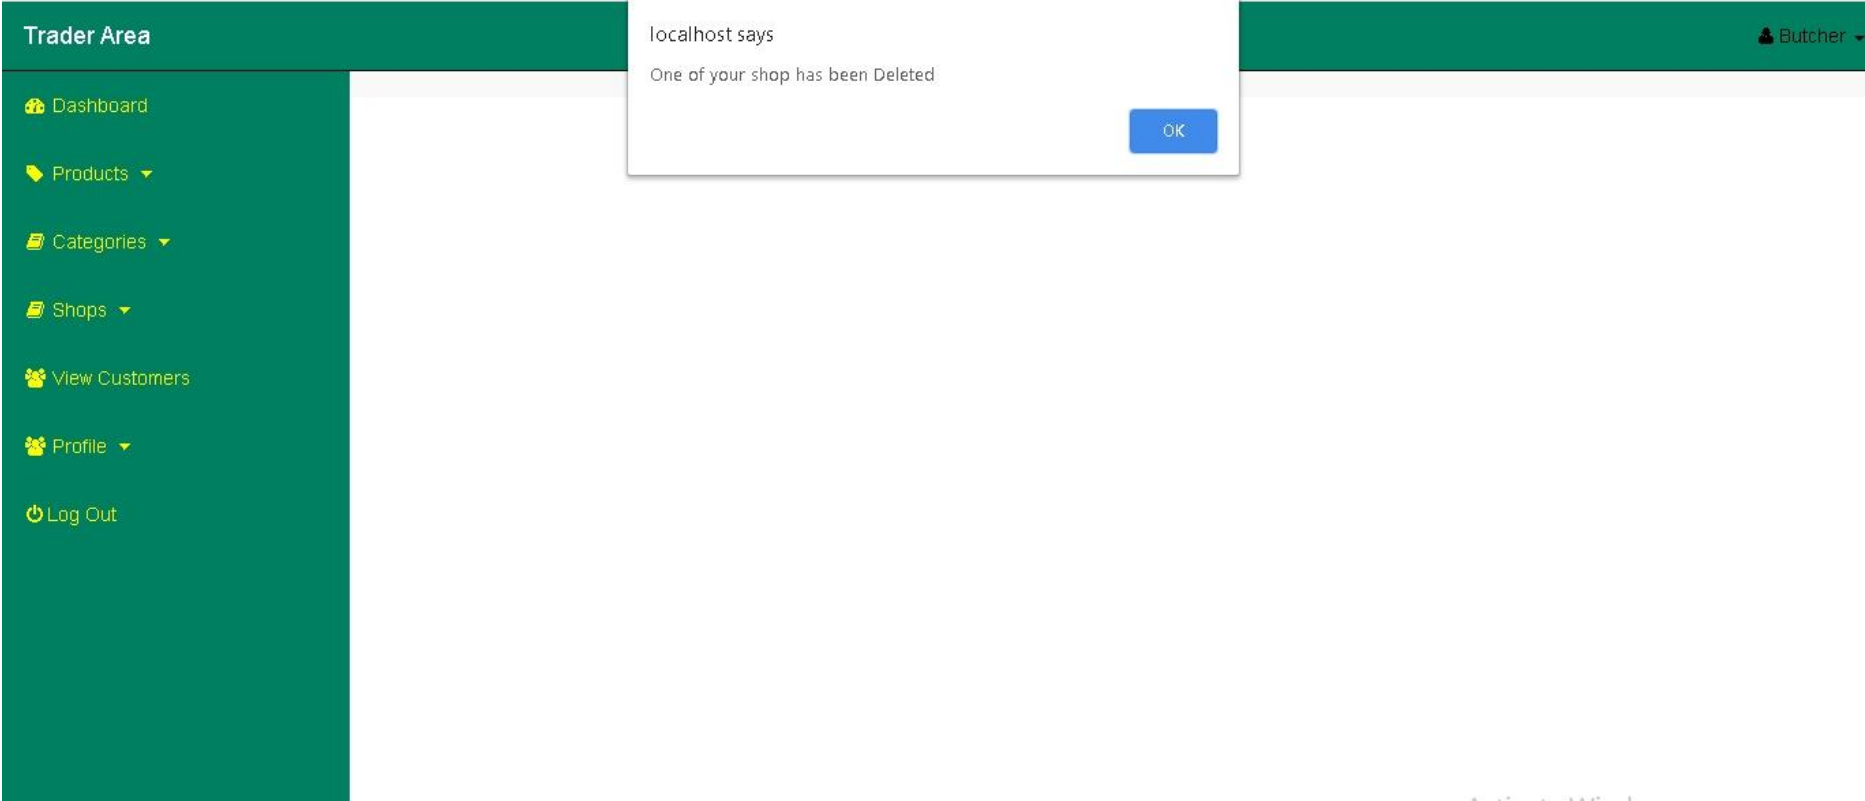 Trader Area
localhost says
One of your shop has been Deleted
OK
Butcher
Dashboard
Products
Categories
Shops
View Customers
Profile
Log Out